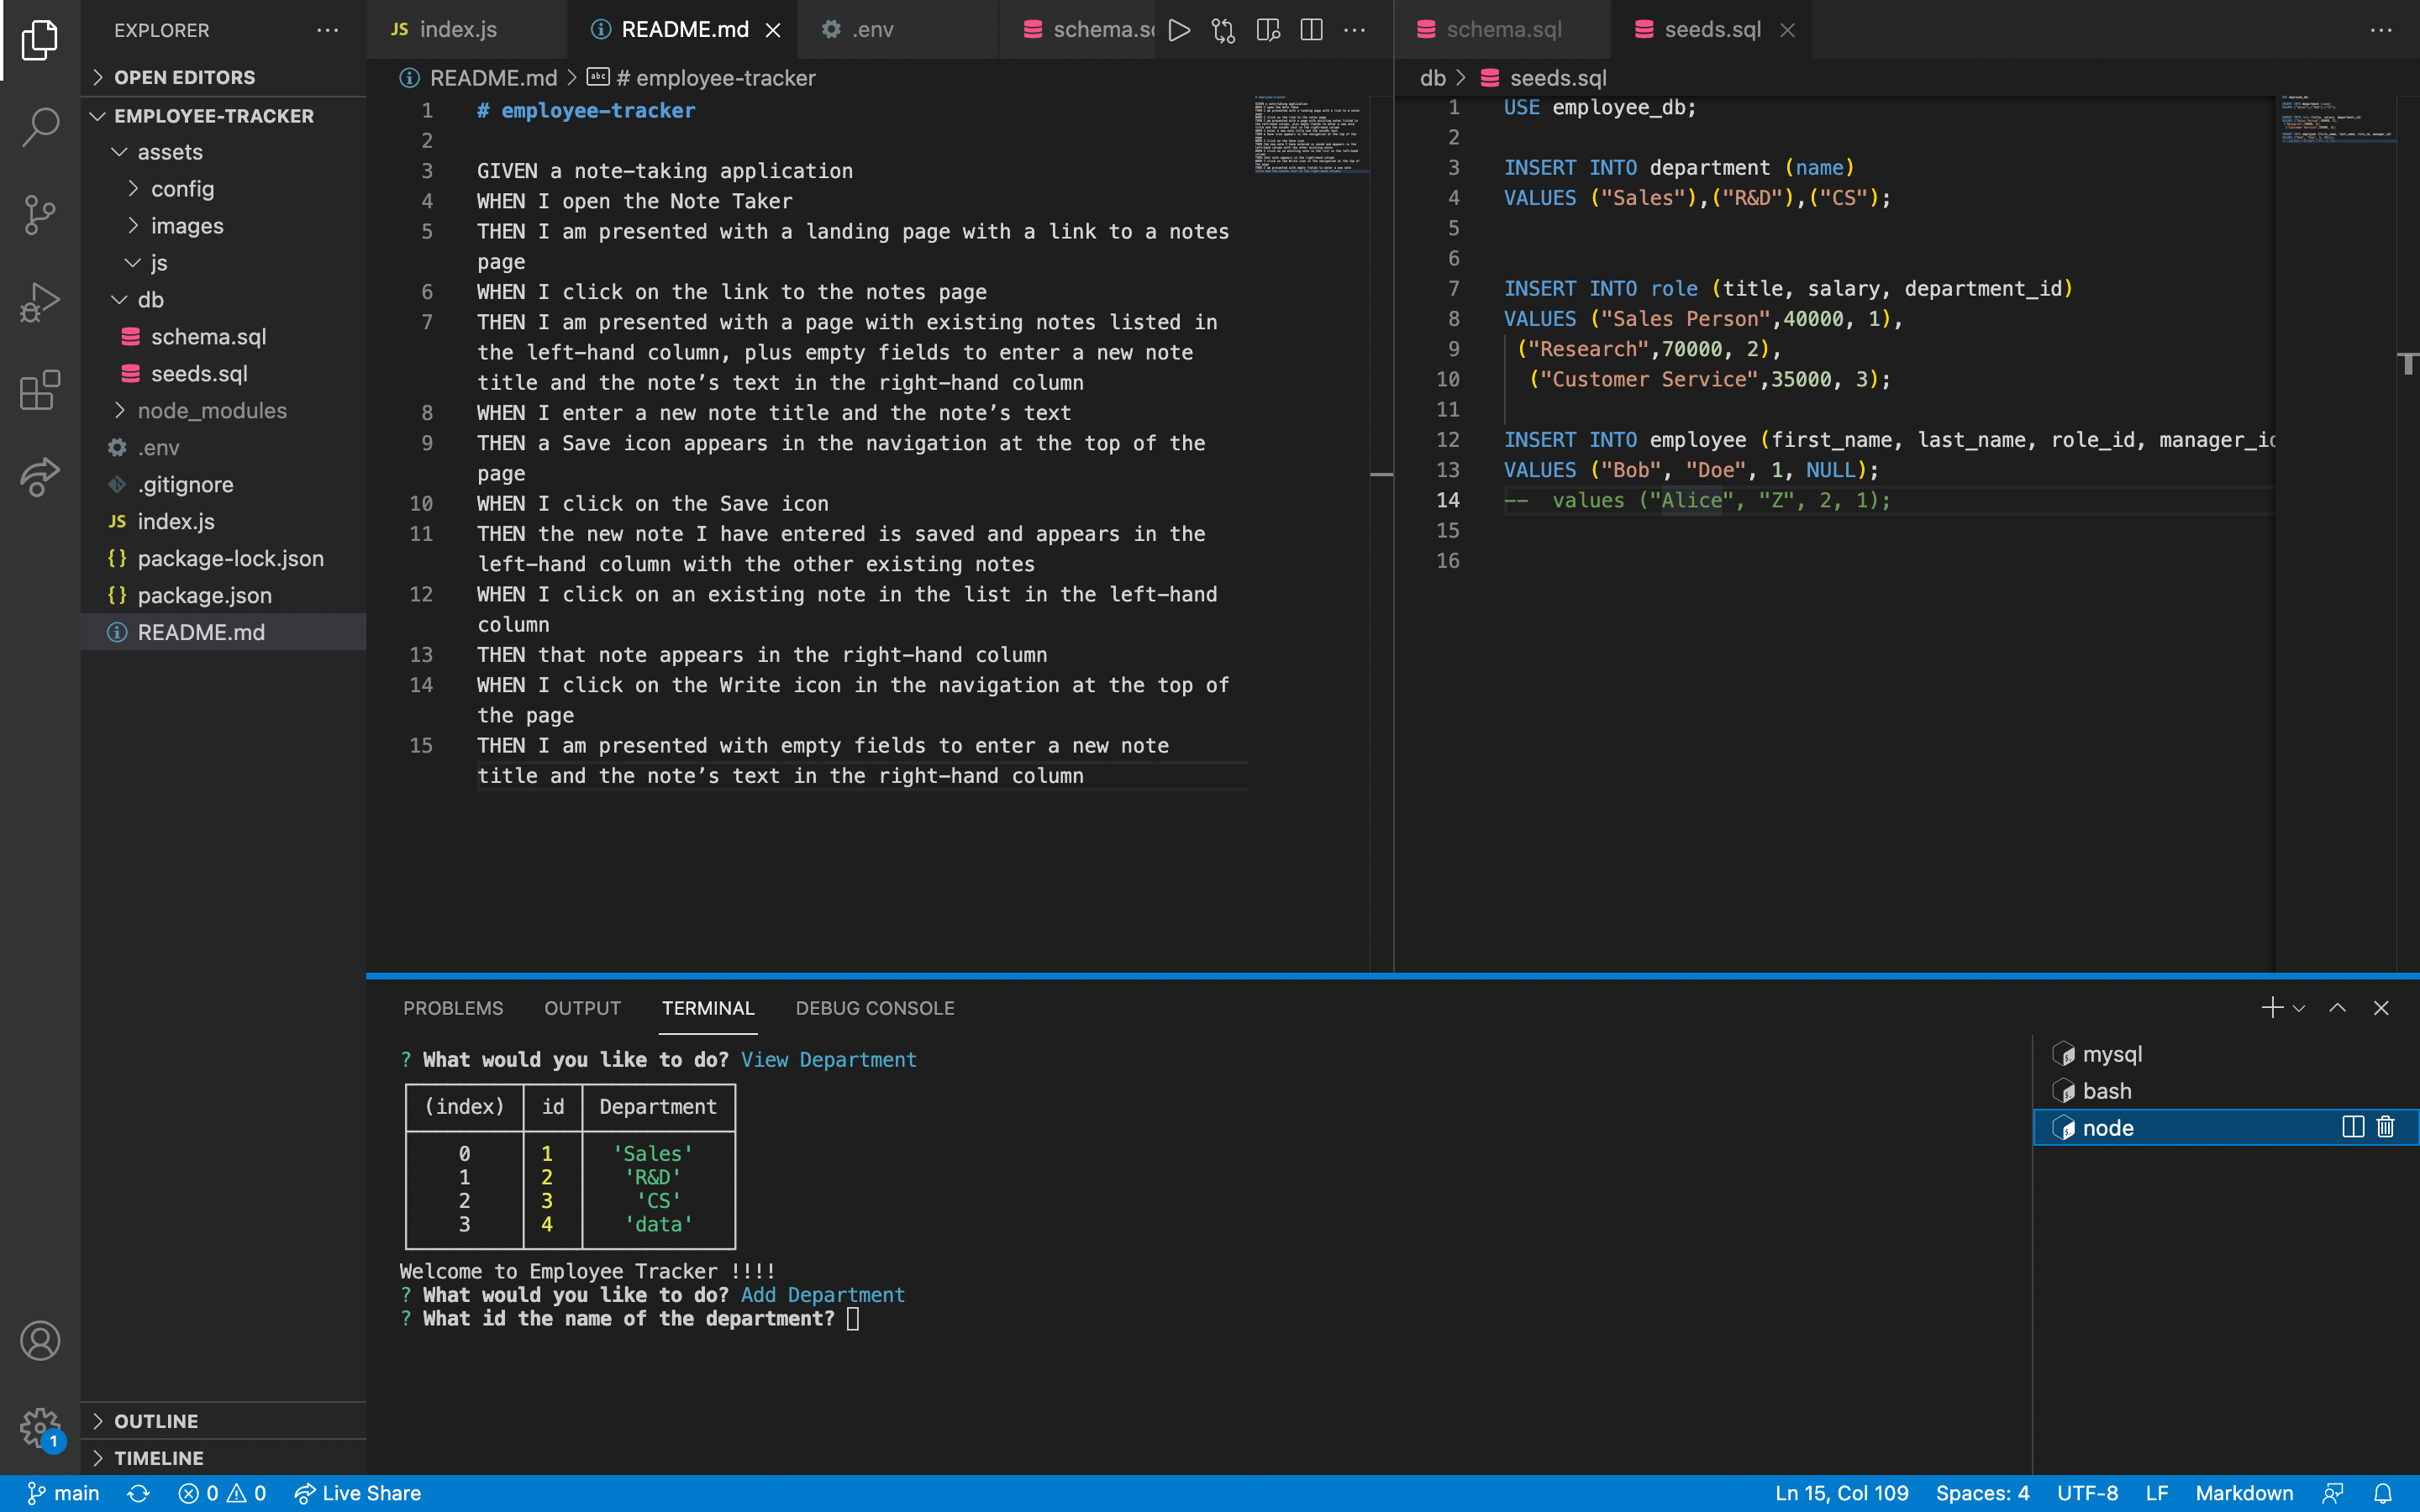 EXPLORER
OPEN EDITORS
EMPLOYEE-TRACKER
assets
config
images
js
db
schema.sql
seeds.sql
node_modules
.env
.gitignore
JS index.js
{} package-lock.json
{} package.json
README.md
OUTLINE
TIMELINE
JS index.js
README.md
.env
schema.sc
README.md > abc # employee-tracker
1 # employee-tracker
2
3 GIVEN a note-taking application
4 WHEN I open the Note Taker
5 THEN I am presented with a landing page with a link to a notes
page
6 WHEN I click on the link to the notes page
7 THEN I am presented with a page with existing notes listed in
the left-hand column, plus empty fields to enter a new note
title and the note’s text in the right-hand column
8 WHEN I enter a new note title and the note’s text
9 THEN a Save icon appears in the navigation at the top of the
page
10 WHEN I click on the Save icon
11 THEN the new note I have entered is saved and appears in the
left-hand column with the other existing notes
12 WHEN I click on an existing note in the list in the left-hand
column
13 THEN that note appears in the right-hand column
14 WHEN I click on the Write icon in the navigation at the top of
the page
15 THEN I am presented with empty fields to enter a new note
title and the note’s text in the right-hand column
schema.sql
seeds.sql
db > seeds.sql
1 USE employee_db;
2
3 INSERT INTO department (name)
4 VALUES ("Sales"),("R&D"),("CS");
5
6
7 INSERT INTO role (title, salary, department_id)
8 VALUES ("Sales Person",40000, 1),
9 ("Research",70000, 2),
10 ("Customer Service",35000, 3);
11
12 INSERT INTO employee (first_name, last_name, role_id, manager_id
13 VALUES ("Bob", "Doe", 1, NULL);
14 --  values ("Alice", "Z", 2, 1);
15
16
PROBLEMS OUTPUT TERMINAL DEBUG CONSOLE
? What would you like to do? View Department
(index) id Department
0 1 'Sales'
1 2 'R&D'
2 3 'CS'
3 4 'data'
Welcome to Employee Tracker !!!!
? What would you like to do? Add Department
? What id the name of the department?
mysql
bash
node
1
main 0 0 Live Share
Ln 15, Col 109 Spaces: 4 UTF-8 LF Markdown